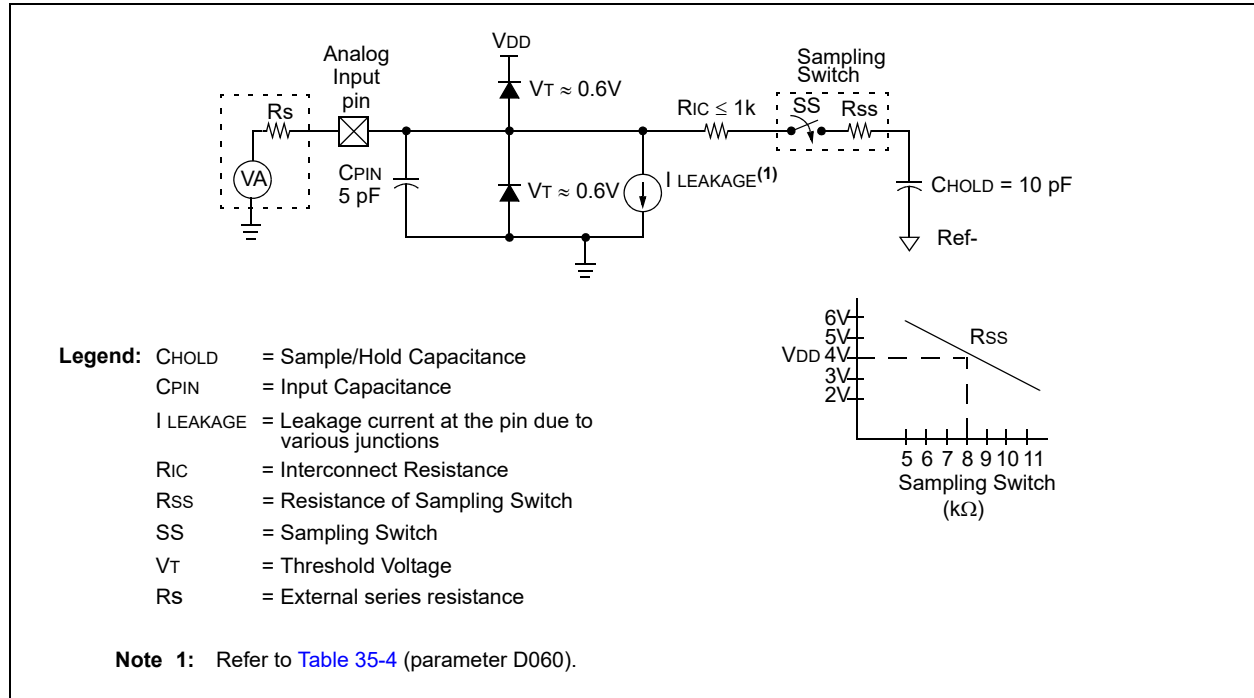 VDD
Analog
Input
pin
Sampling
Switch
VT ≈ 0.6V
Rs
RIC ≤ 1k
SS
Rss
VA
CPIN
5 pF
VT ≈ 0.6V
I LEAKAGE(1)
CHOLD = 10 pF
Ref-
6V
5V
VDD 4V
3V
2V
RSS
5 6 7 8 9 10 11
Sampling Switch
(kΩ)
Legend: CHOLD = Sample/Hold Capacitance
CPIN = Input Capacitance
I LEAKAGE = Leakage current at the pin due to
various junctions
RIC = Interconnect Resistance
RSS = Resistance of Sampling Switch
SS = Sampling Switch
VT = Threshold Voltage
Rs = External series resistance
Note 1: Refer to Table 35-4 (parameter D060).